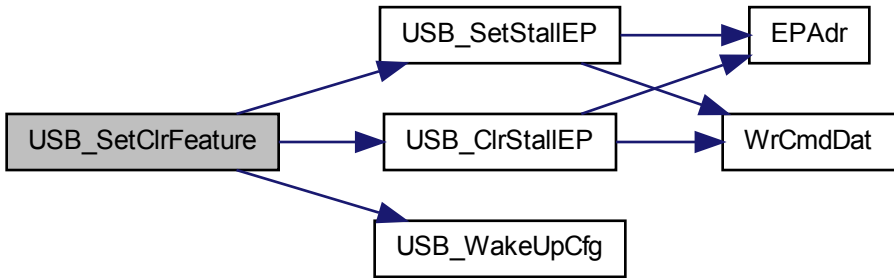 USB_SetClrFeature
USB_SetStallEP
USB_ClrStallEP
USB_WakeUpCfg
EPAdr
WrCmdDat